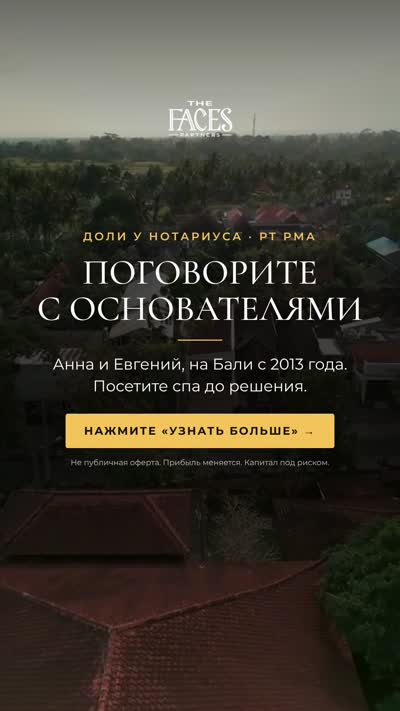 THE
FACES
PARTNERS
ДОЛИ У НОТАРИУСА · PT PMA
ПОГОВОРИТЕ
С ОСНОВАТЕЛЯМИ
Анна и Евгений, на Бали с 2013 года.
Посетите спа до решения.
НАЖМИТЕ «УЗНАТЬ БОЛЬШЕ» →
Не публичная оферта. Прибыль меняется. Капитал под риском.